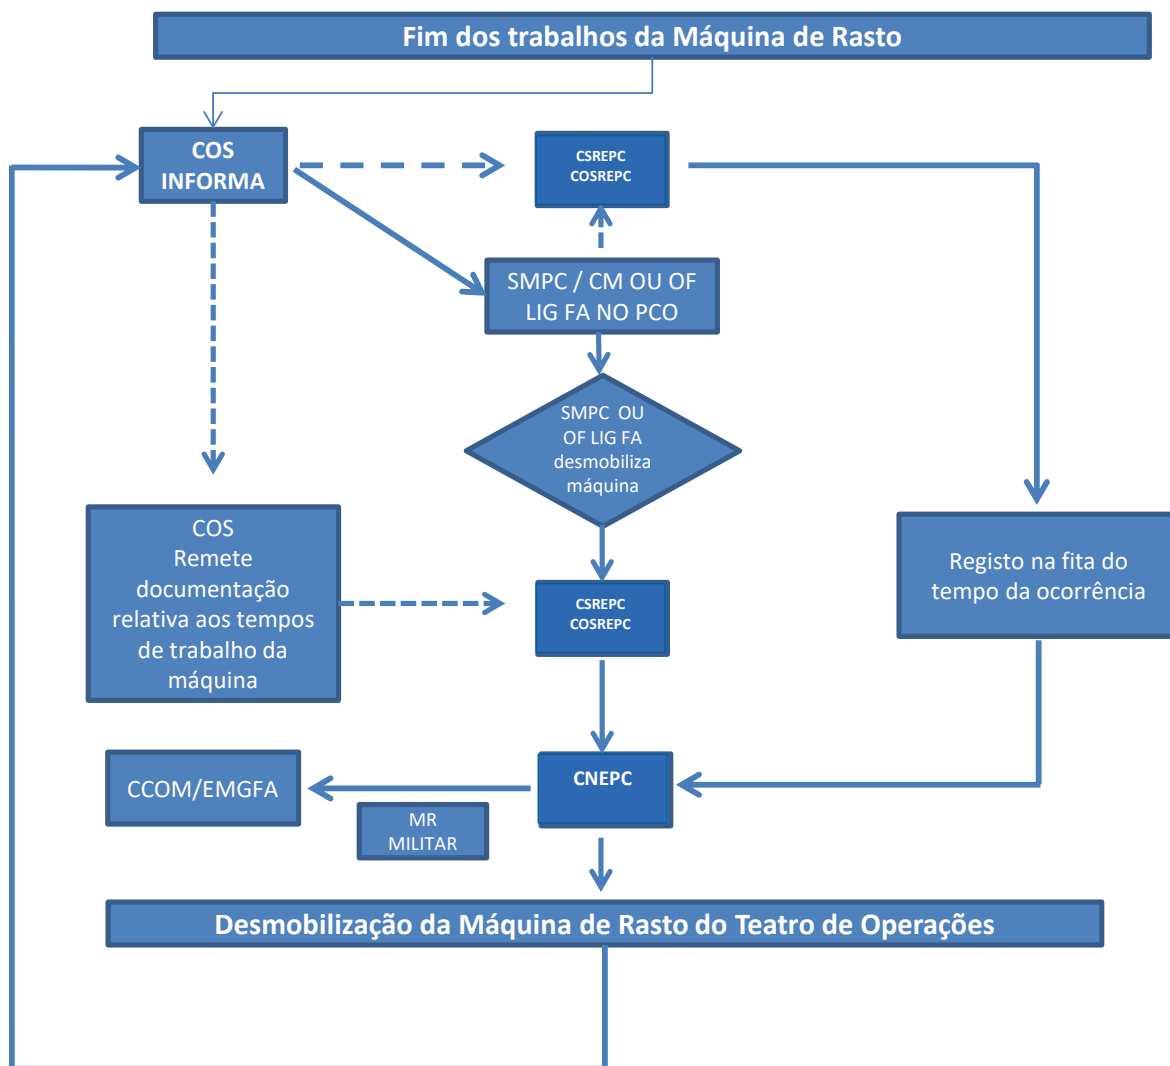 Fim dos trabalhos da Máquina de Rasto
COS
INFORMA
CSREPC
COSREPC
SMPC / CM OU OF
LIG FA NO PCO
SMPC OU
OF LIG FA
desmobiliza
máquina
COS
Remete
documentação
relativa aos tempos
de trabalho da
máquina
CSREPC
COSREPC
Registo na fita do
tempo da ocorrência
CCOM/EMGFA
MR
MILITAR
CNEPC
Desmobilização da Máquina de Rasto do Teatro de Operações